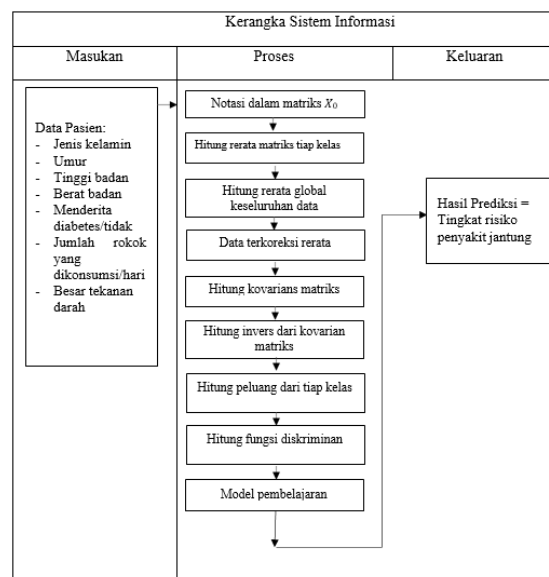 Kerangka Sistem Informasi
Masukan
Proses
Keluaran
Data Pasien:
- Jenis kelamin
- Umur
- Tinggi badan
- Berat badan
- Menderita
diabetes/tidak
- Jumlah rokok
yang
dikonsumsi/hari
- Besar tekanan
darah
Notasi dalam matriks X₀
Hitung rerata matriks tiap kelas
Hitung rerata global
keseluruhan data
Data terkoreksi rerata
Hitung kovarians matriks
Hitung invers dari kovarian
matriks
Hitung peluang dari tiap kelas
Hitung fungsi diskriminan
Model pembelajaran
Hasil Prediksi =
Tingkat risiko
penyakit jantung